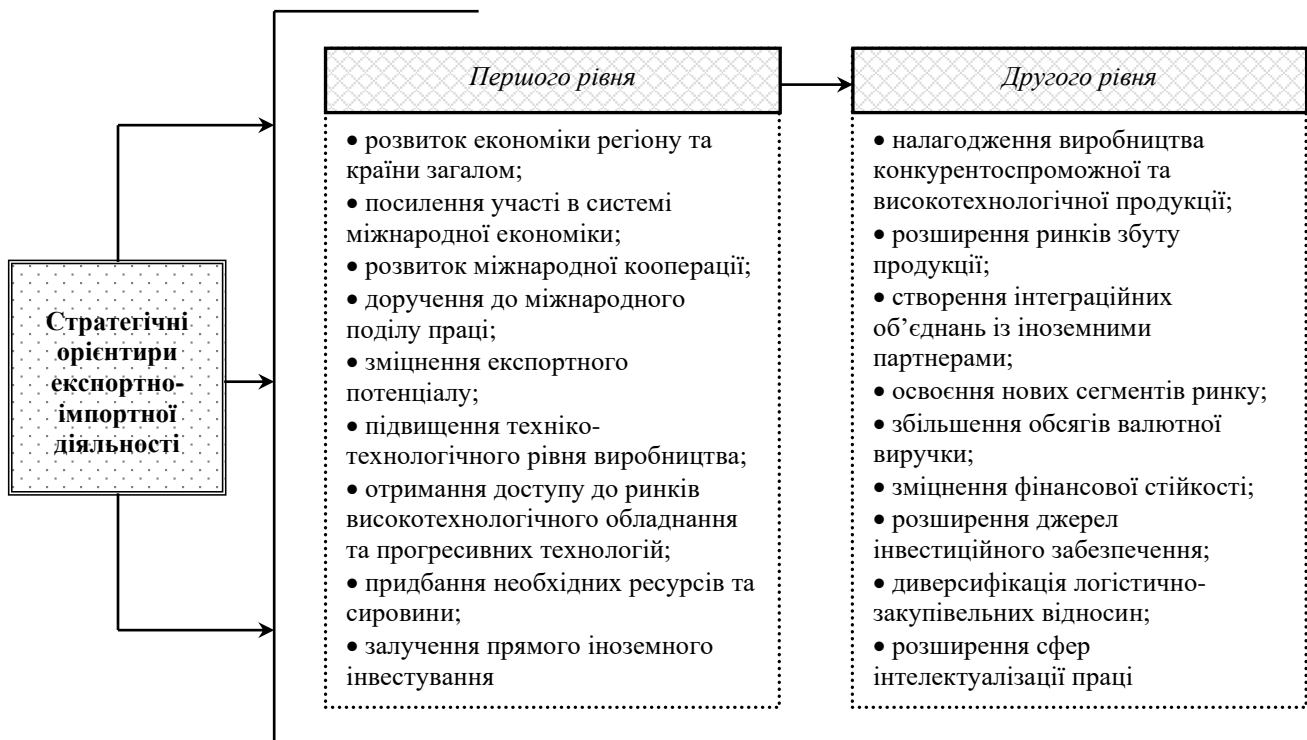 Стратегічні
орієнтири
експортно-
імпортної
діяльності
Першого рівня
• розвиток економіки регіону та
країни загалом;
• посилення участі в системі
міжнародної економіки;
• розвиток міжнародної кооперації;
• доручення до міжнародного
поділу праці;
• зміцнення експортного
потенціалу;
• підвищення техніко-
технологічного рівня виробництва;
• отримання доступу до ринків
високотехнологічного обладнання
та прогресивних технологій;
• придбання необхідних ресурсів та
сировини;
• залучення прямого іноземного
інвестування
Другого рівня
• налагодження виробництва
конкурентоспроможної та
високотехнологічної продукції;
• розширення ринків збуту
продукції;
• створення інтеграційних
об’єднань із іноземними
партнерами;
• освоєння нових сегментів ринку;
• збільшення обсягів валютної
виручки;
• зміцнення фінансової стійкості;
• розширення джерел
інвестиційного забезпечення;
• диверсифікація логістично-
закупівельних відносин;
• розширення сфер
інтелектуалізації праці